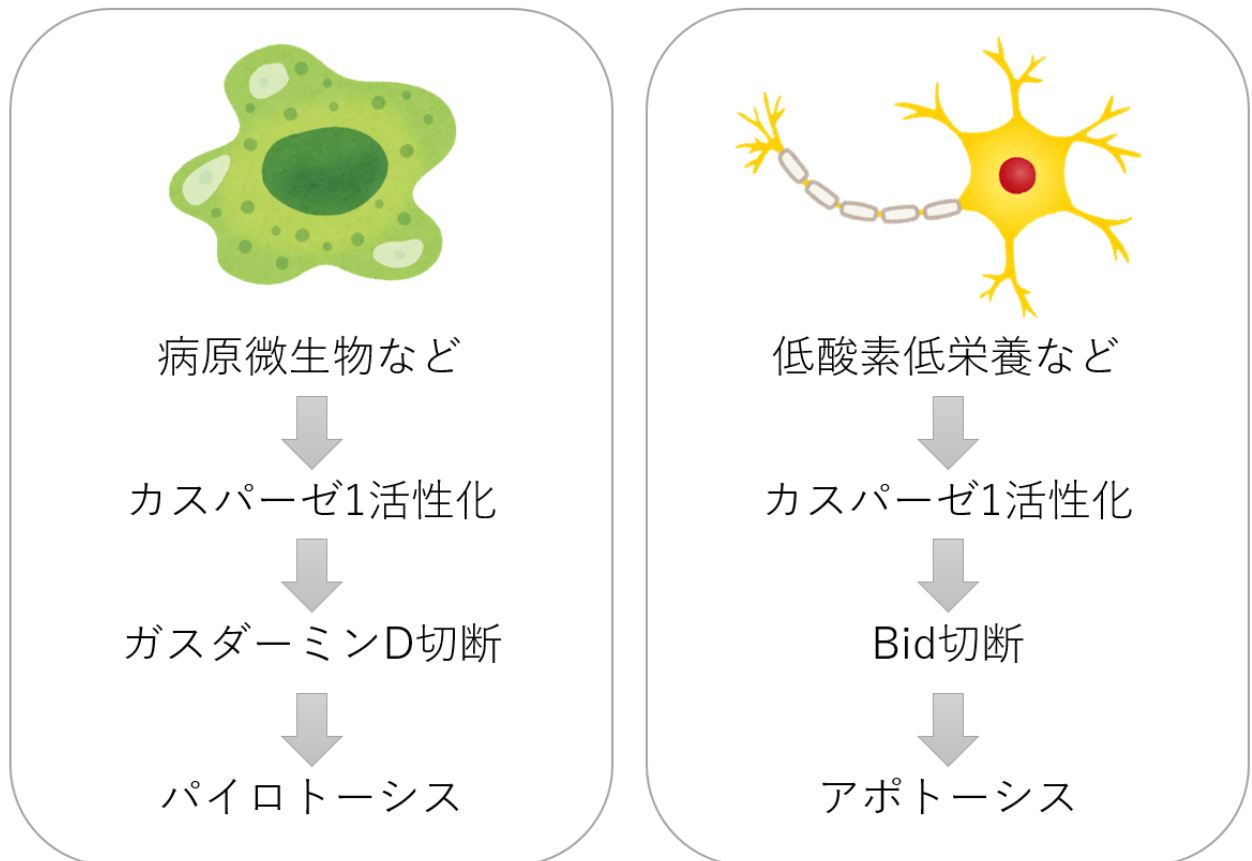 病原微生物など
カスパーゼ1活性化
ガスダーミンD切断
パイロトーシス
低酸素低栄養など
カスパーゼ1活性化
Bid切断
アポトーシス